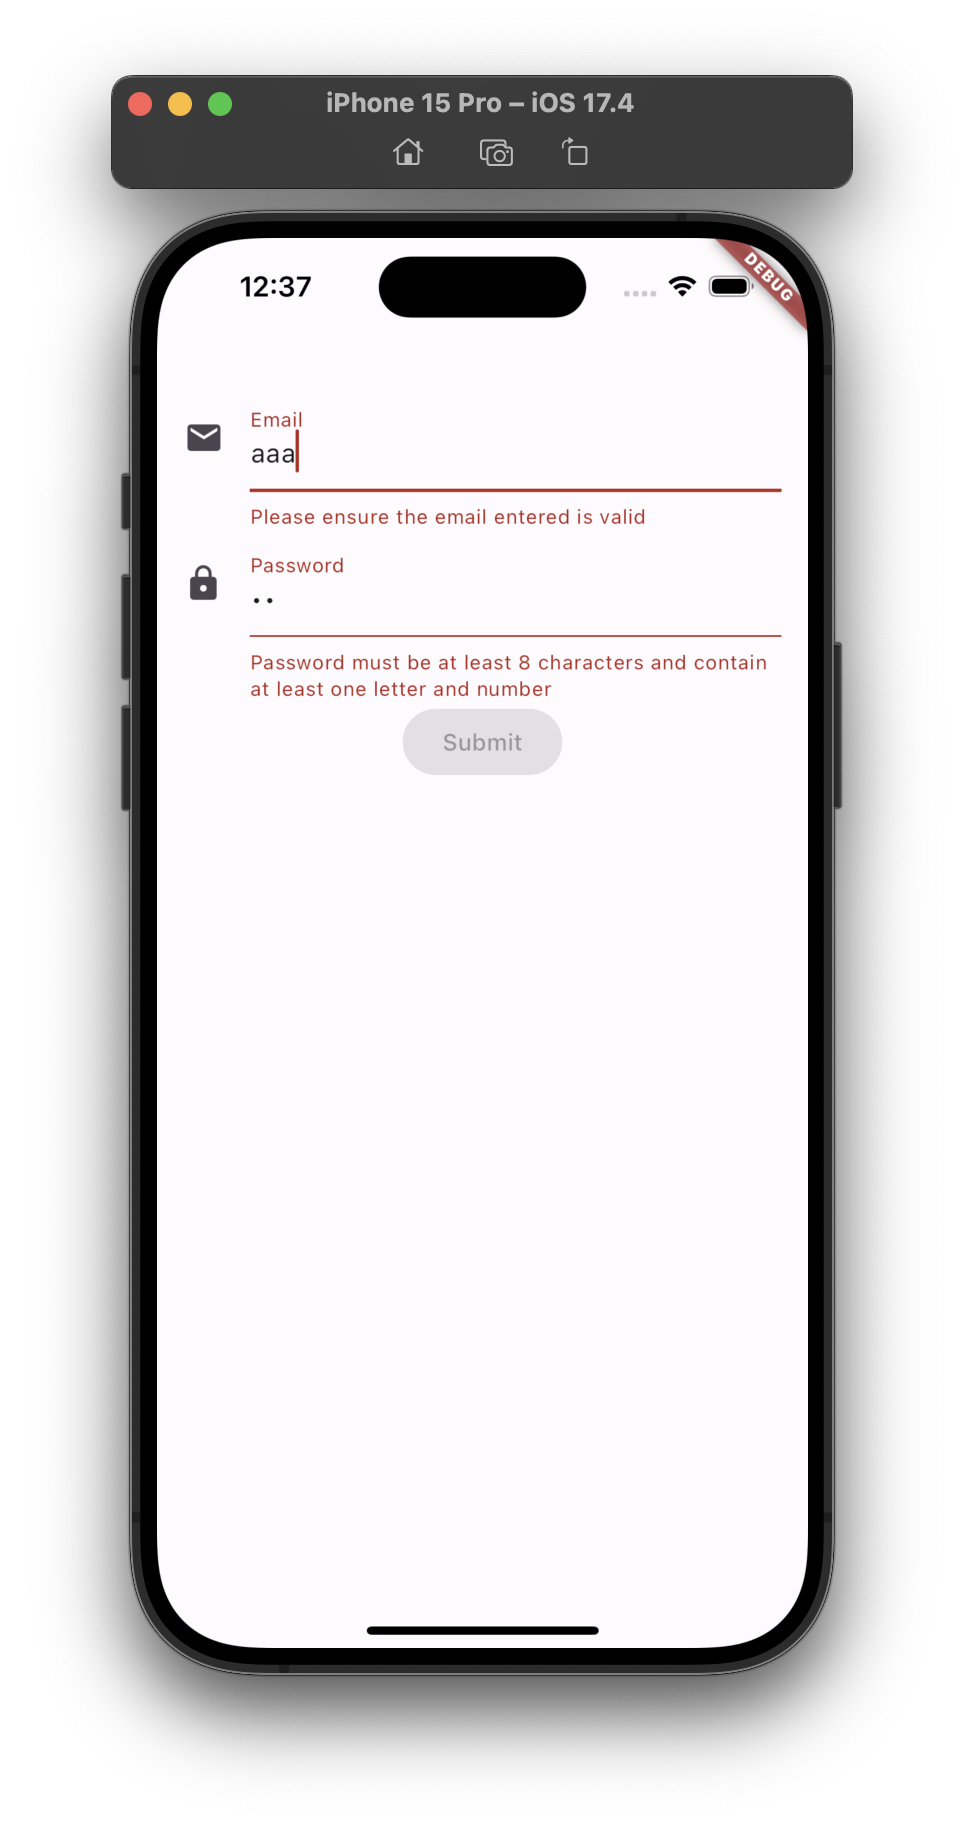 iPhone 15 Pro – iOS 17.4
12:37
DEBUG
Email
aaa
Please ensure the email entered is valid
Password
Password must be at least 8 characters and contain
at least one letter and number
Submit